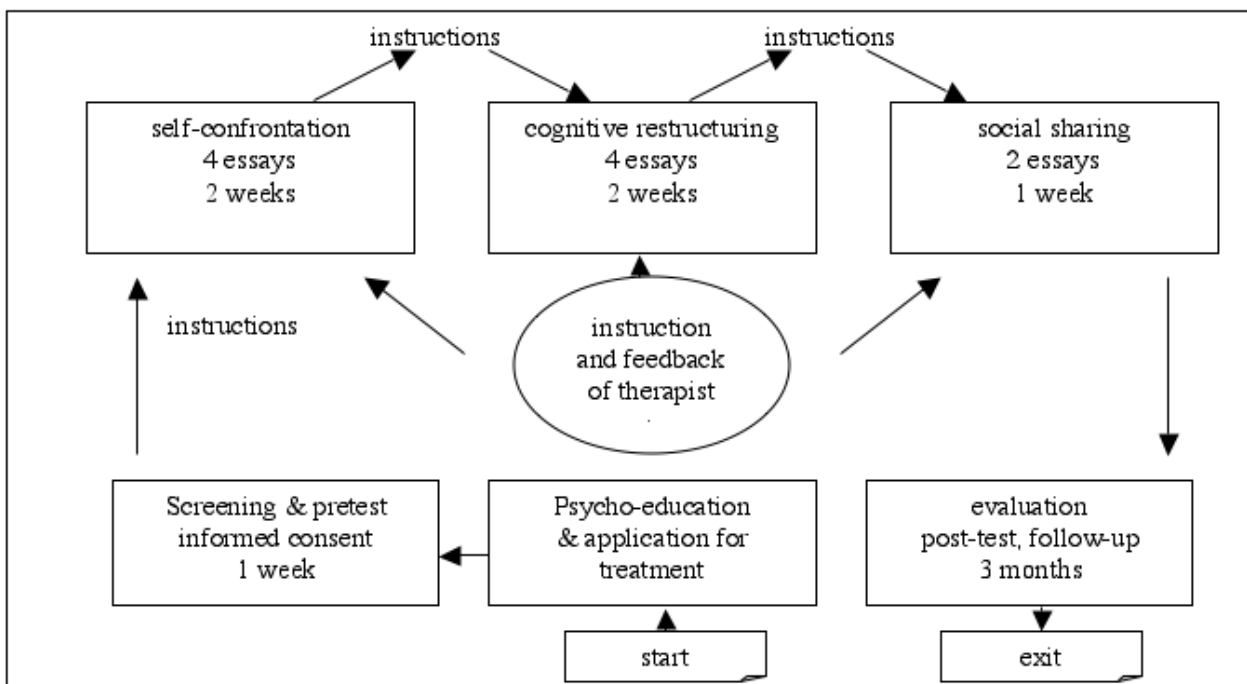 instructions
instructions
self-confrontation
4 essays
2 weeks
cognitive restructuring
4 essays
2 weeks
social sharing
2 essays
1 week
instructions
instruction
and feedback
of therapist
.
Screening & pretest
informed consent
1 week
Psycho-education
& application for
treatment
evaluation
post-test, follow-up
3 months
start
exit